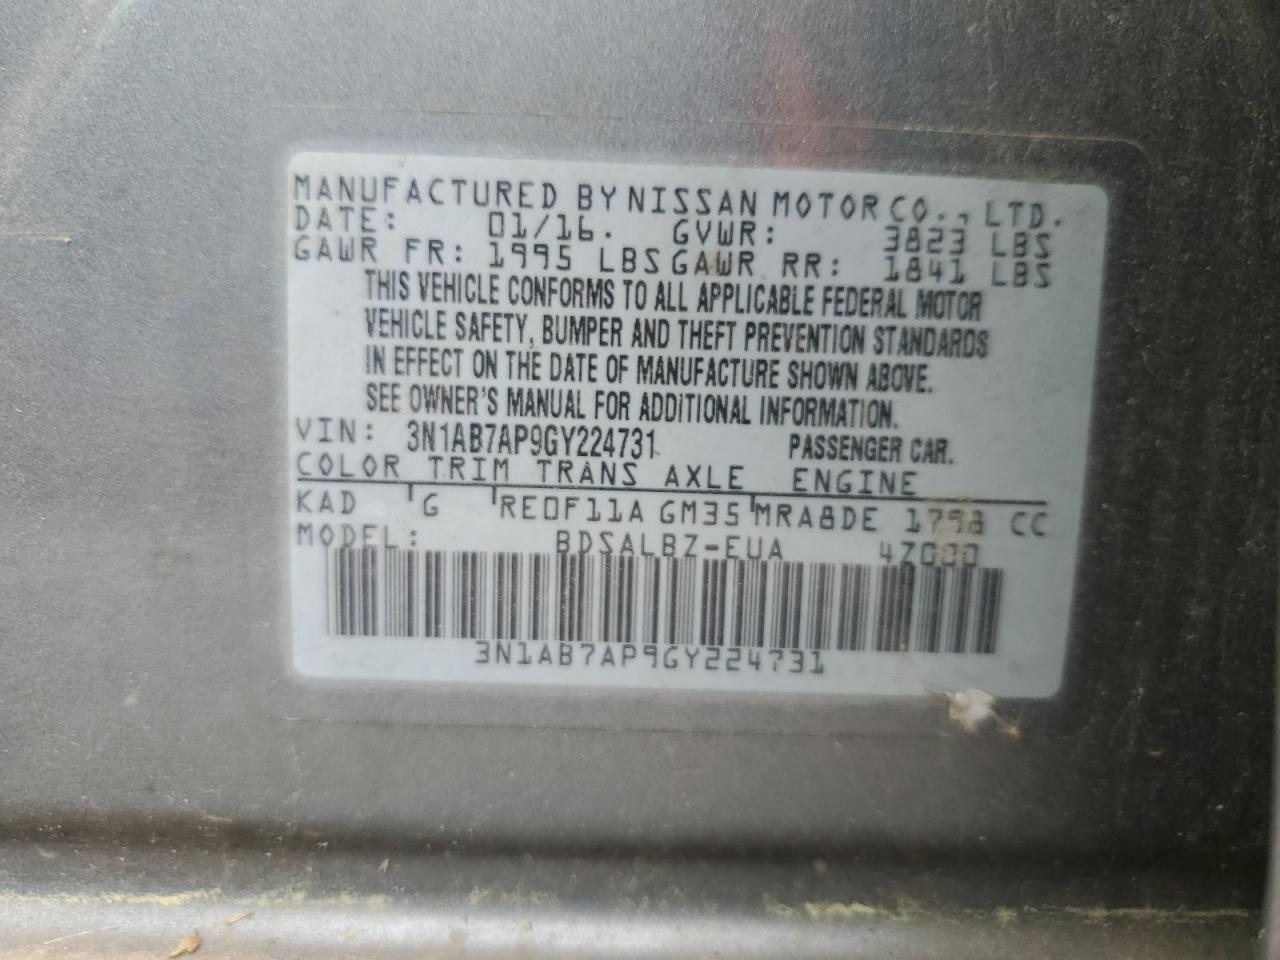 MANUFACTURED BY NISSAN MOTOR CO., LTD.
DATE: 01/16. GVWR: 3823 LBS
GAWR FR: 1995 LBS GAWR RR: 1841 LBS
THIS VEHICLE CONFORMS TO ALL APPLICABLE FEDERAL MOTOR
VEHICLE SAFETY, BUMPER AND THEFT PREVENTION STANDARDS
IN EFFECT ON THE DATE OF MANUFACTURE SHOWN ABOVE.
SEE OWNER'S MANUAL FOR ADDITIONAL INFORMATION.
VIN: 3N1AB7AP9GY224731 PASSENGER CAR.
COLOR TRIM TRANS AXLE ENGINE
KAD G RE0F11A GM35 MRA8DE 1798 CC
MODEL: BDSALBZ-EUA 4Z000
3N1AB7AP9GY224731